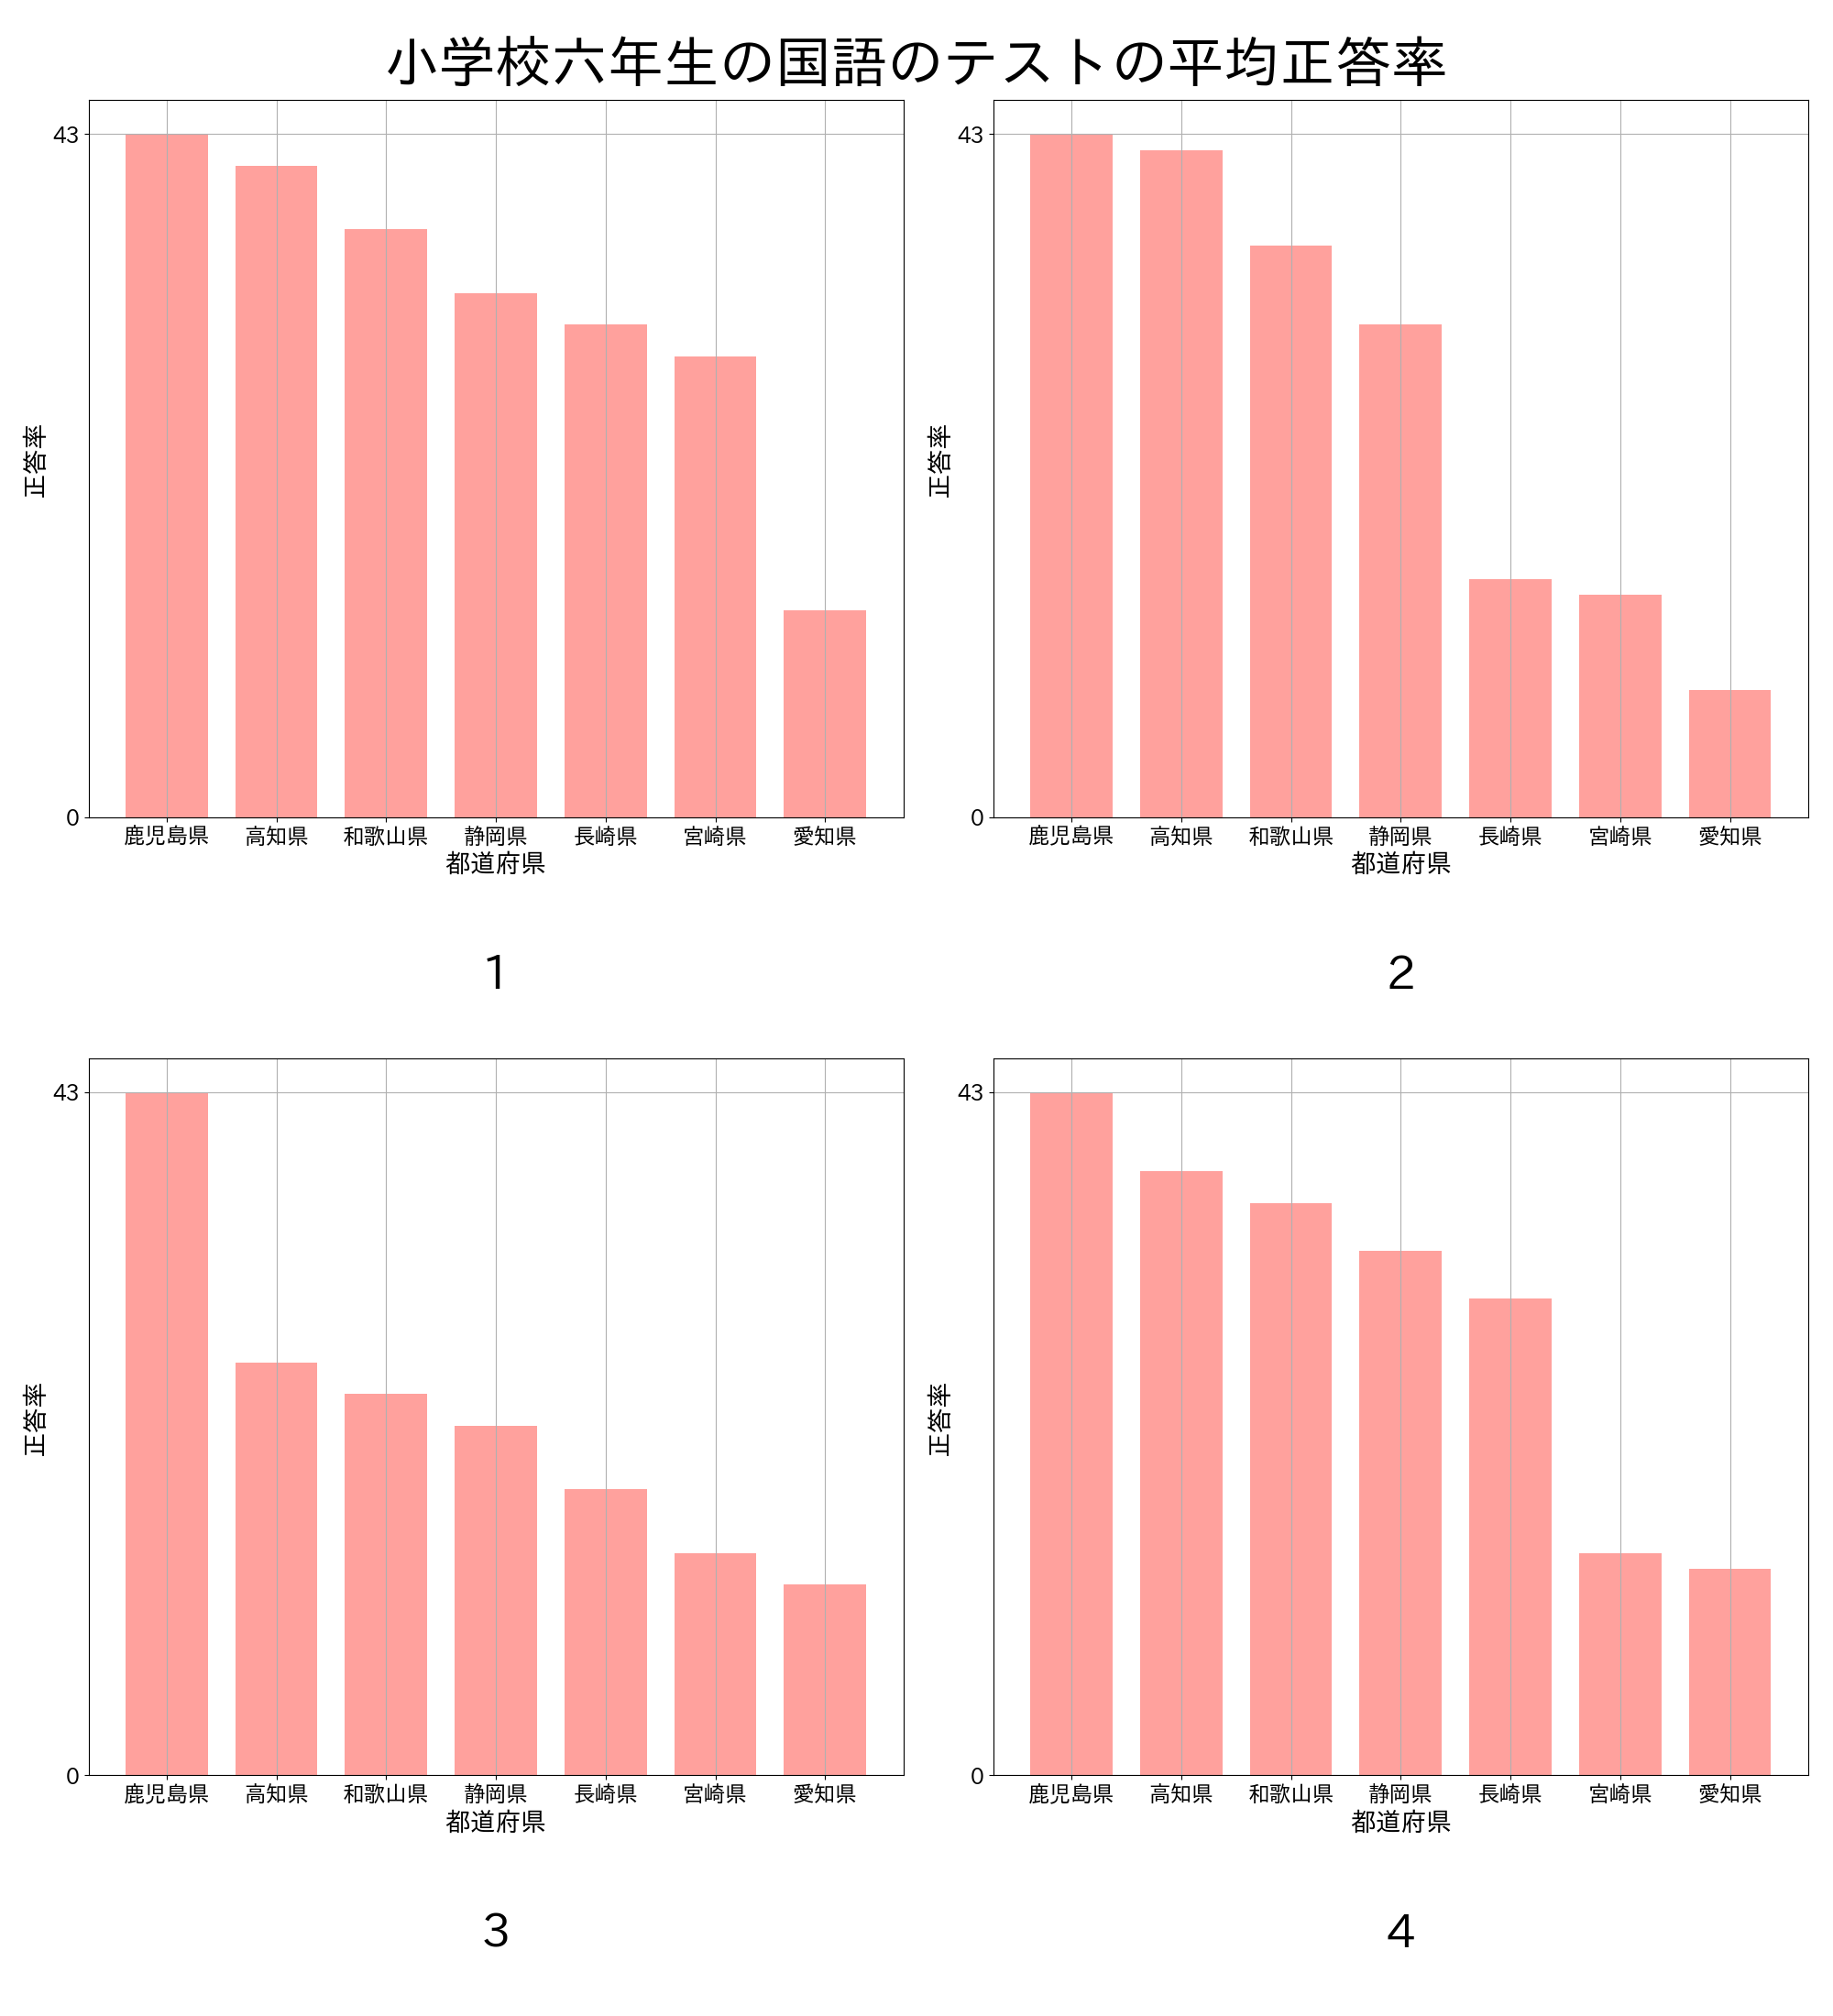 小学校六年生の国語のテストの平均正答率
43
0
正答率
鹿児島県 高知県 和歌山県 静岡県 長崎県 宮崎県 愛知県
都道府県
1
43
0
正答率
鹿児島県 高知県 和歌山県 静岡県 長崎県 宮崎県 愛知県
都道府県
2
43
0
正答率
鹿児島県 高知県 和歌山県 静岡県 長崎県 宮崎県 愛知県
都道府県
3
43
0
正答率
鹿児島県 高知県 和歌山県 静岡県 長崎県 宮崎県 愛知県
都道府県
4